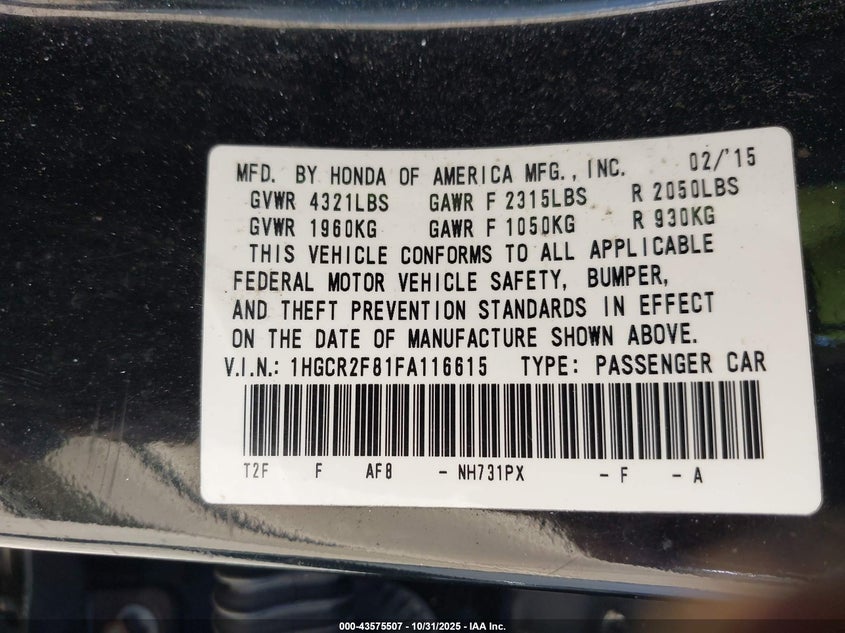 MFD. BY HONDA OF AMERICA MFG., INC. 02/'15
GVWR 4321LBS GAWR F 2315LBS R 2050LBS
GVWR 1960KG GAWR F 1050KG R 930KG
THIS VEHICLE CONFORMS TO ALL APPLICABLE
FEDERAL MOTOR VEHICLE SAFETY, BUMPER,
AND THEFT PREVENTION STANDARDS IN EFFECT
ON THE DATE OF MANUFACTURE SHOWN ABOVE.
V.I.N.: 1HGCR2F81FA116615 TYPE: PASSENGER CAR
T2F F AF8 - NH731PX - F - A
000-43575507 - 10/31/2025 - IAA Inc.